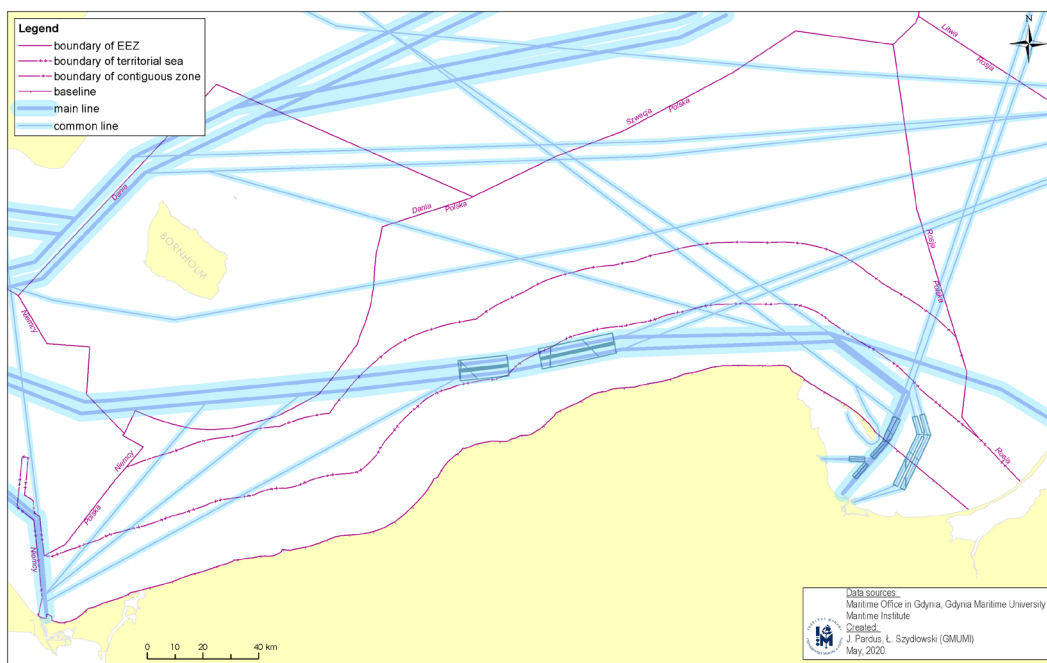 Legend
boundary of EEZ
boundary of territorial sea
boundary of contiguous zone
baseline
main line
common line
N
Litwa
Rosja
Szwecja
Polska
Dania
Dania
Polska
BORNHOLM
Rosja
Polska
Niemcy
Niemcy
Polska
Niemcy
Rosja
0 10 20 40 km
Data sources:
Maritime Office in Gdynia, Gdynia Maritime University
Maritime Institute
Created:
J. Pardus, Ł. Szydłowski (GMUMI)
May, 2020.